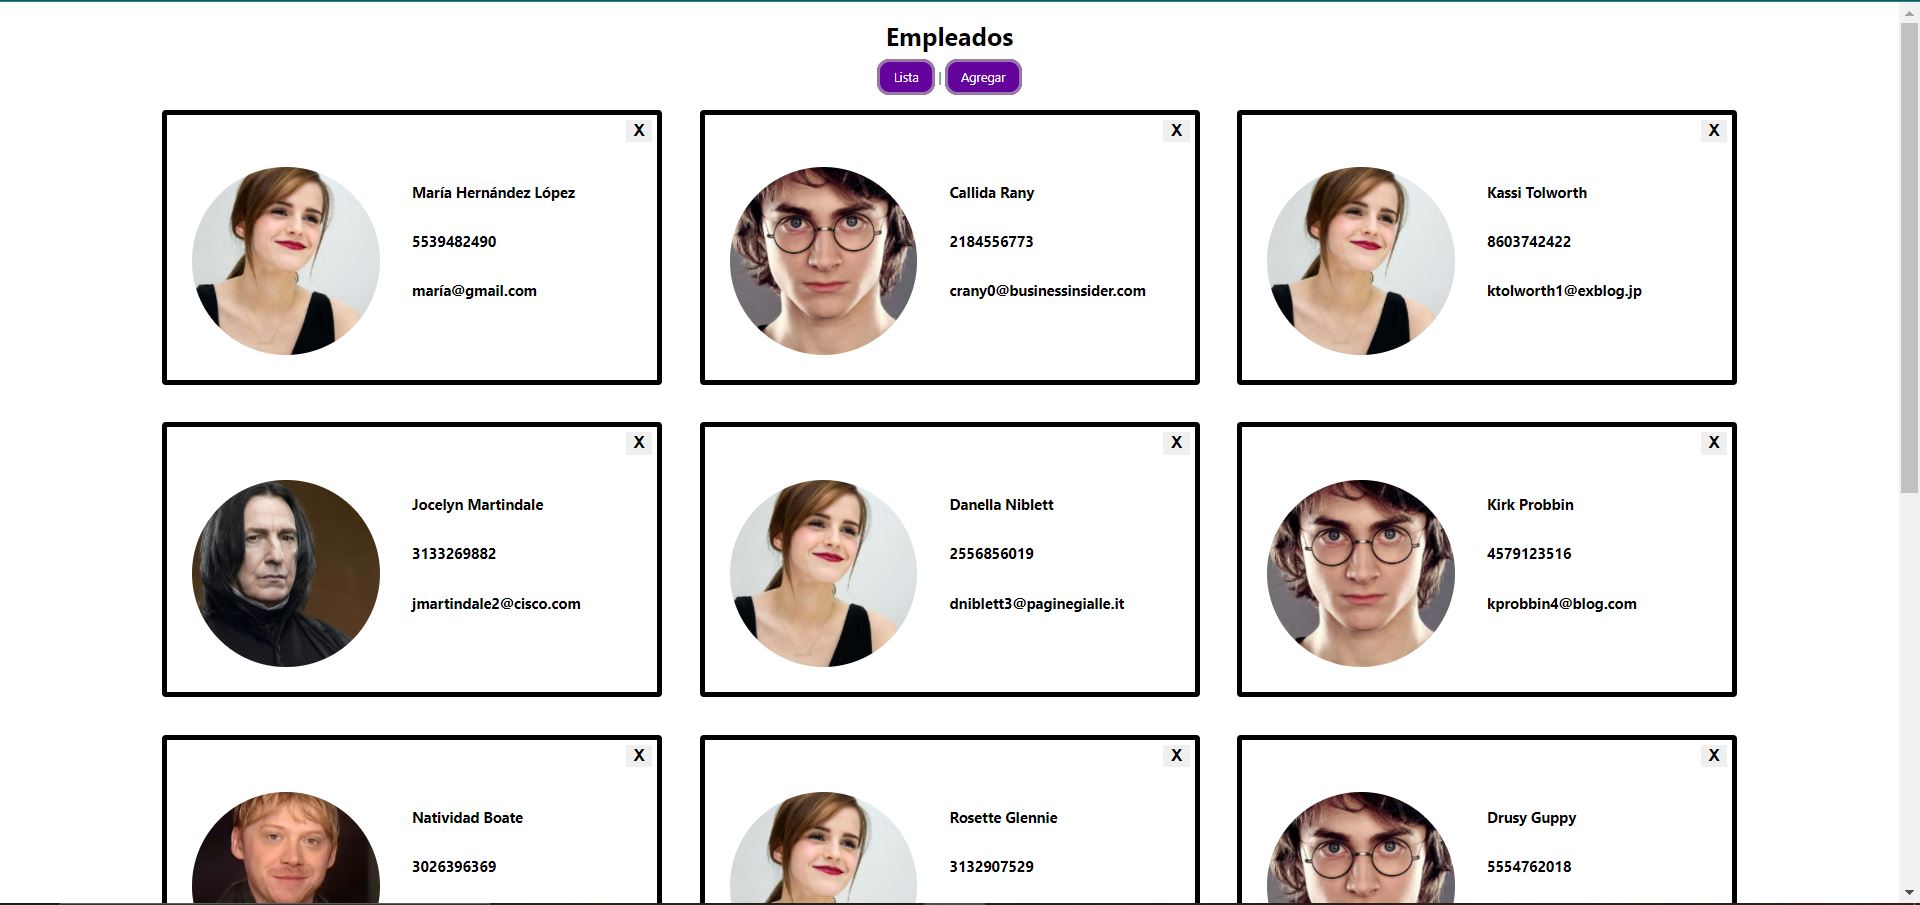 Empleados
Lista | Agregar
X
María Hernández López
5539482490
maría@gmail.com
X
Callida Rany
2184556773
crany0@businessinsider.com
X
Kassi Tolworth
8603742422
ktolworth1@exblog.jp
X
Jocelyn Martindale
3133269882
jmartindale2@cisco.com
X
Danella Niblett
2556856019
dniblett3@paginegialle.it
X
Kirk Probbin
4579123516
kprobbin4@blog.com
X
Natividad Boate
3026396369
X
Rosette Glennie
3132907529
X
Drusy Guppy
5554762018